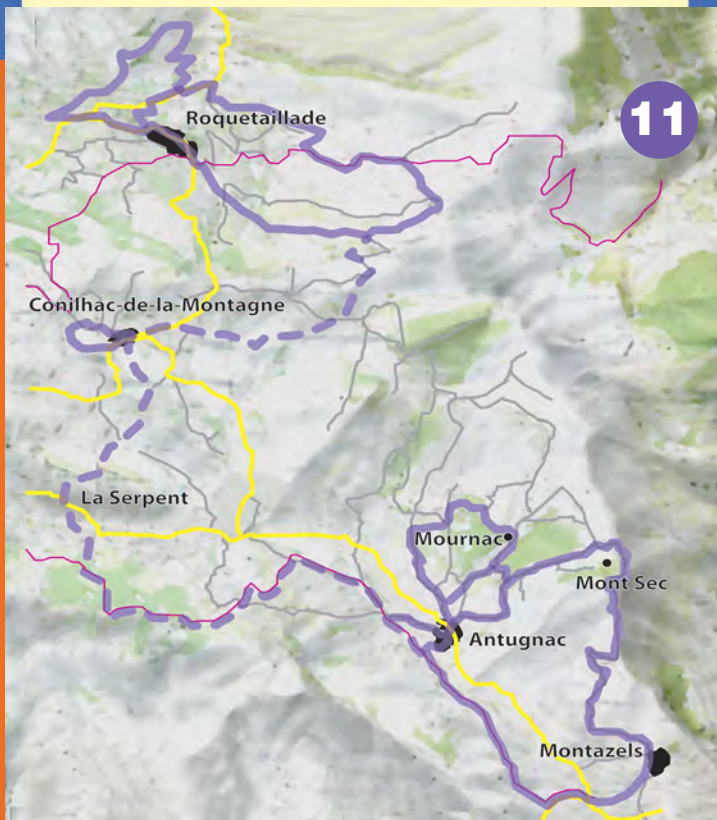 11
Roquetaillade
Conilhac-de-la-Montagne
La Serpent
Mournac
Mont Sec
Antugnac
Montazels